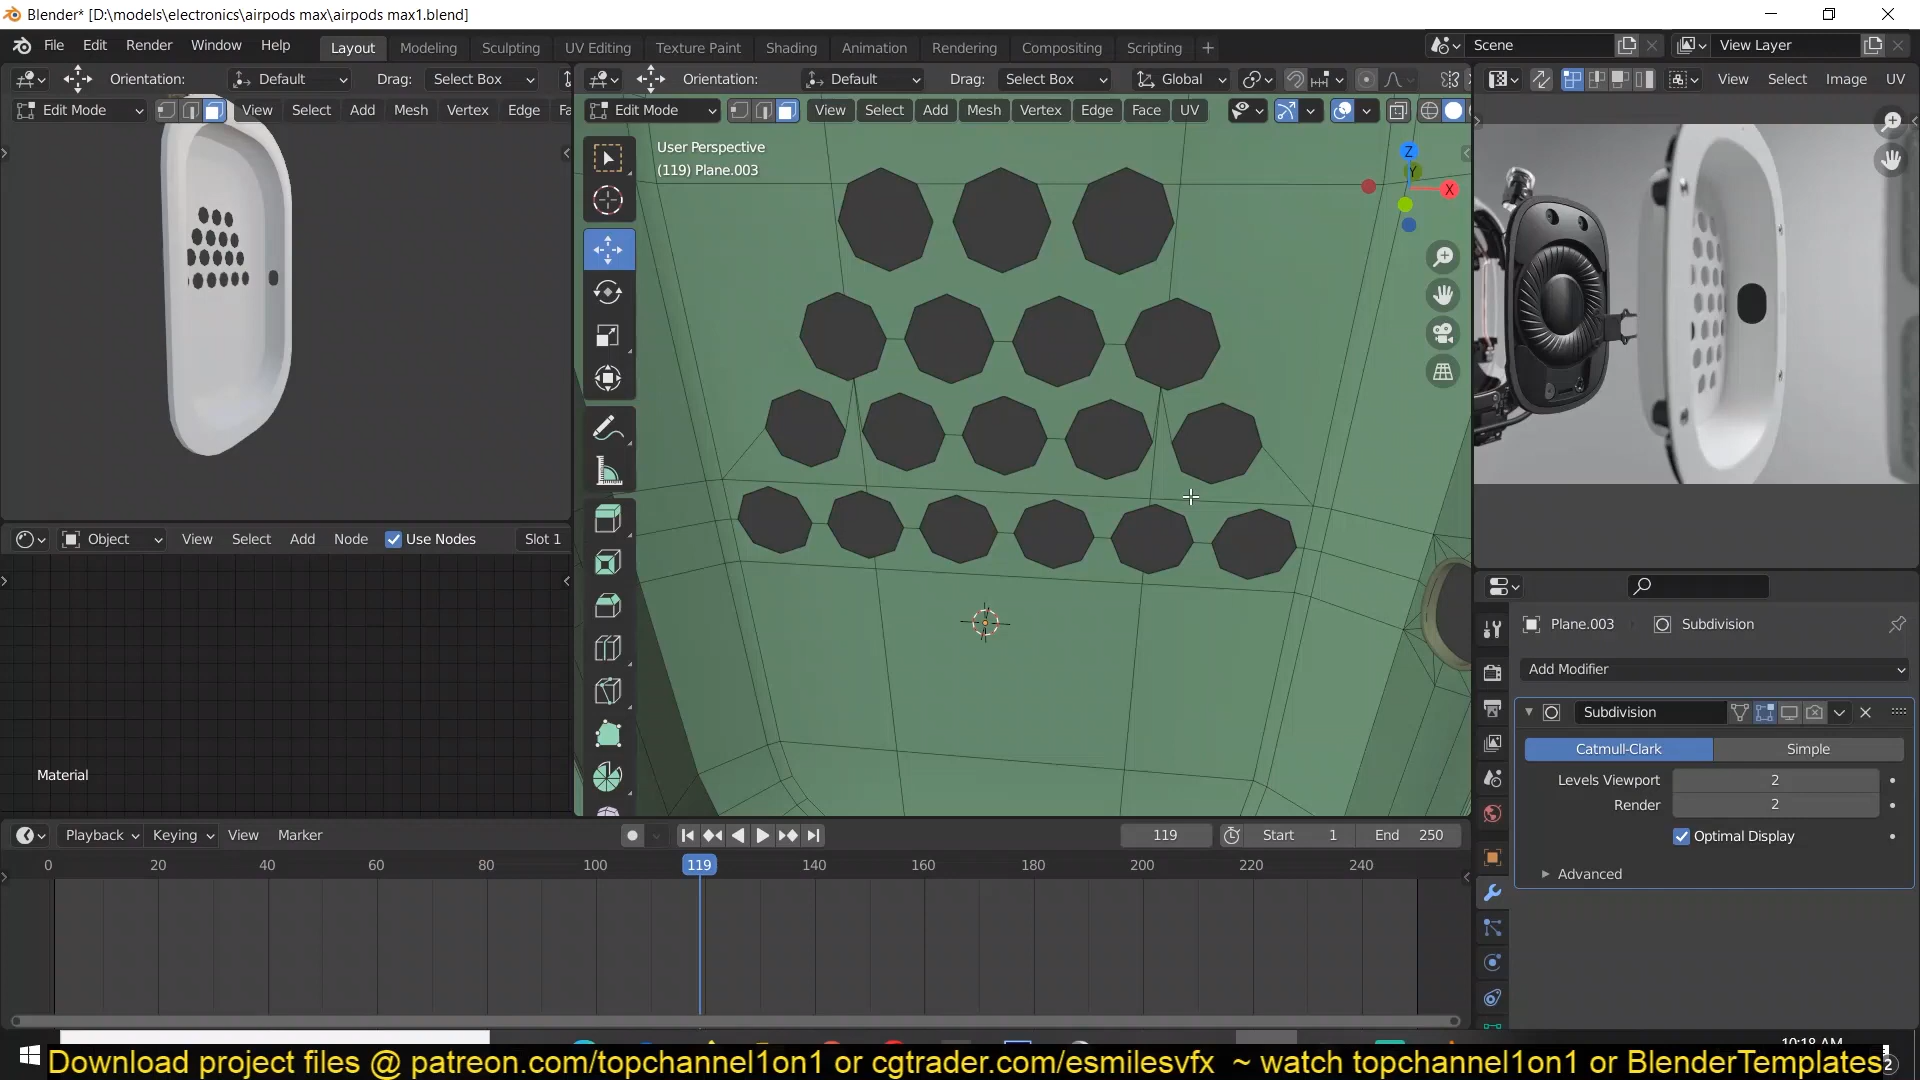 Blender* [D:\models\electronics\airpods max\airpods max1.blend]
File Edit Render Window Help Layout Modeling Sculpting UV Editing Texture Paint Shading Animation Rendering Compositing Scripting + Scene View Layer
Orientation: Default Drag: Select Box Orientation: Default Drag: Select Box Global View Select Image UV
Edit Mode View Select Add Mesh Vertex Edge Fa Edit Mode View Select Add Mesh Vertex Edge Face UV
User Perspective
(119) Plane.003
Z
Y
X
Object View Select Add Node Use Nodes Slot 1
Material
Plane.003 Subdivision
Add Modifier
Subdivision
Catmull-Clark Simple
Levels Viewport 2
Render 2
Optimal Display
Advanced
Playback Keying View Marker 119 Start 1 End 250
0 20 40 60 80 100 119 140 160 180 200 220 240
Download project files @ patreon.com/topchannel1on1 or cgtrader.com/esmilesvfx ~ watch topchannel1on1 or BlenderTemplates